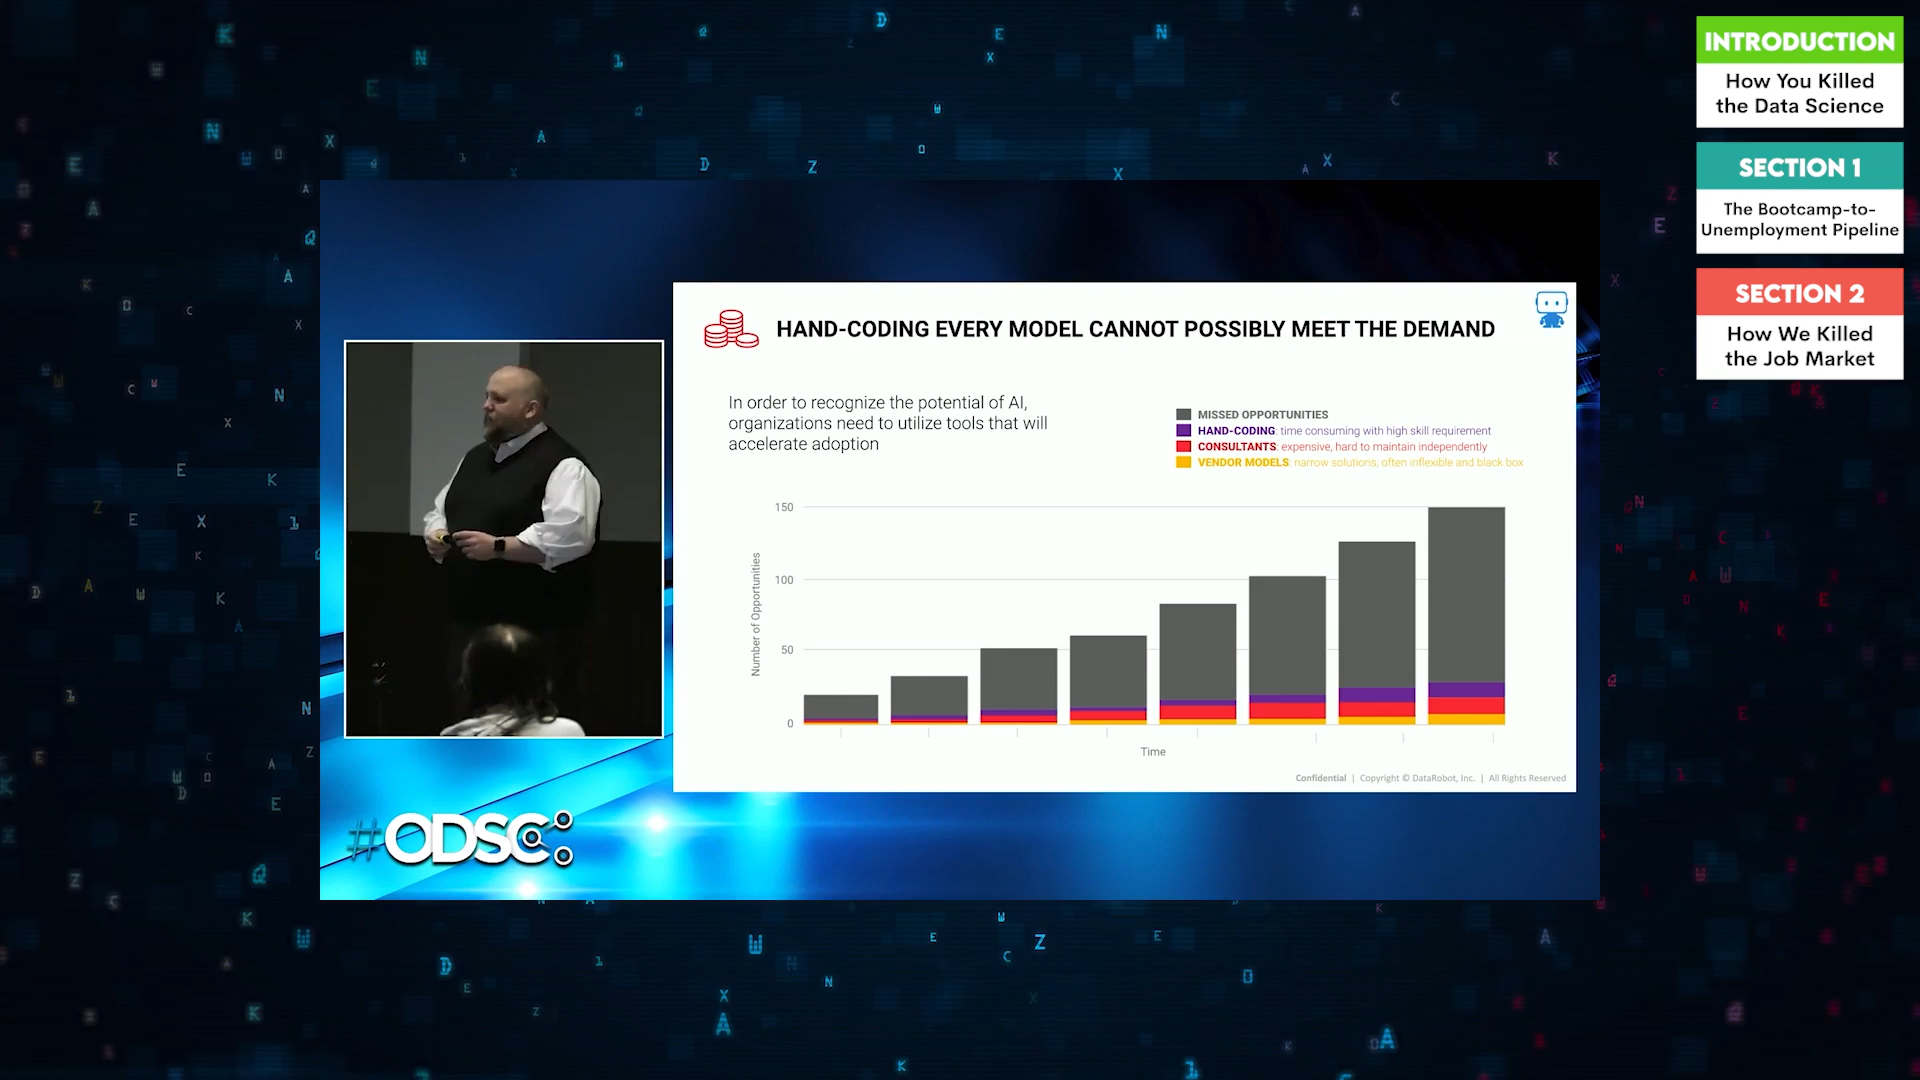 INTRODUCTION
How You Killed
the Data Science
SECTION 1
The Bootcamp-to-
Unemployment Pipeline
SECTION 2
How We Killed
the Job Market
HAND-CODING EVERY MODEL CANNOT POSSIBLY MEET THE DEMAND
In order to recognize the potential of AI,
organizations need to utilize tools that will
accelerate adoption
MISSED OPPORTUNITIES
HAND-CODING: time consuming with high skill requirement
CONSULTANTS: expensive, hard to maintain independently
VENDOR MODELS: narrow solutions, often inflexible and black box
Number of Opportunities
150
100
50
0
Time
Confidential | Copyright © DataRobot, Inc. | All Rights Reserved
#ODSC